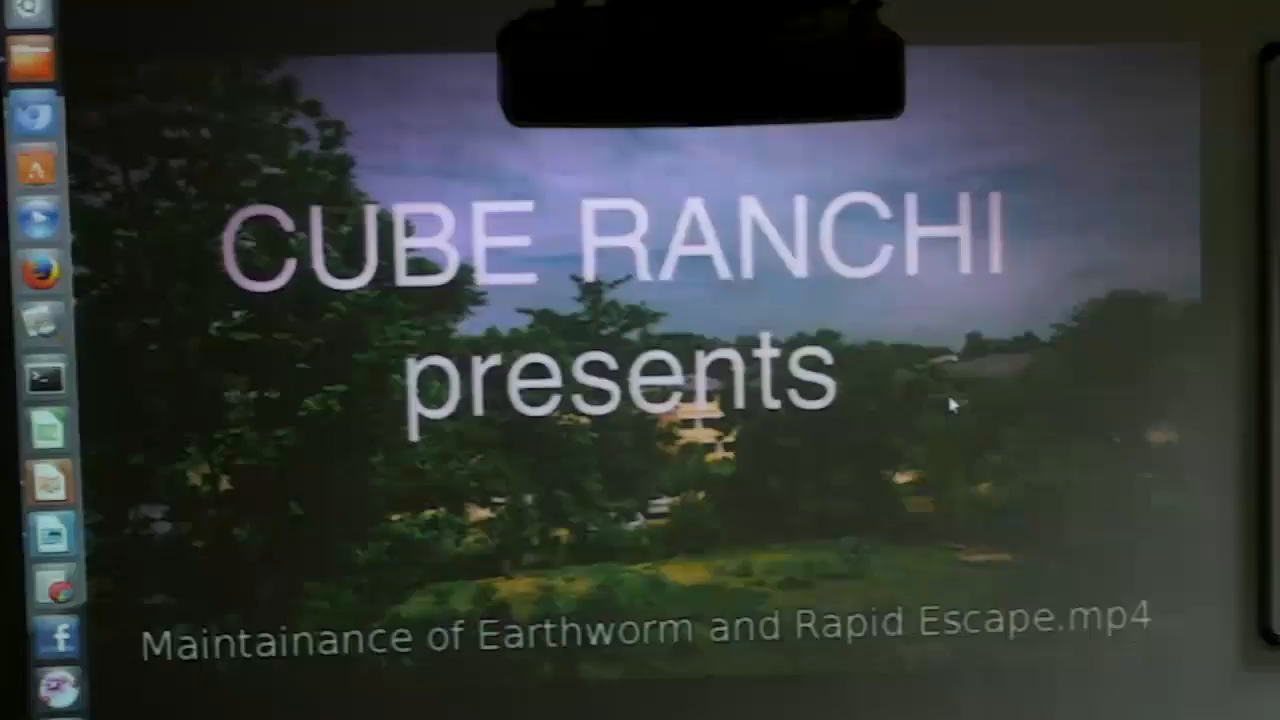 CUBE RANCHI
presents
Maintainance of Earthworm and Rapid Escape.mp4